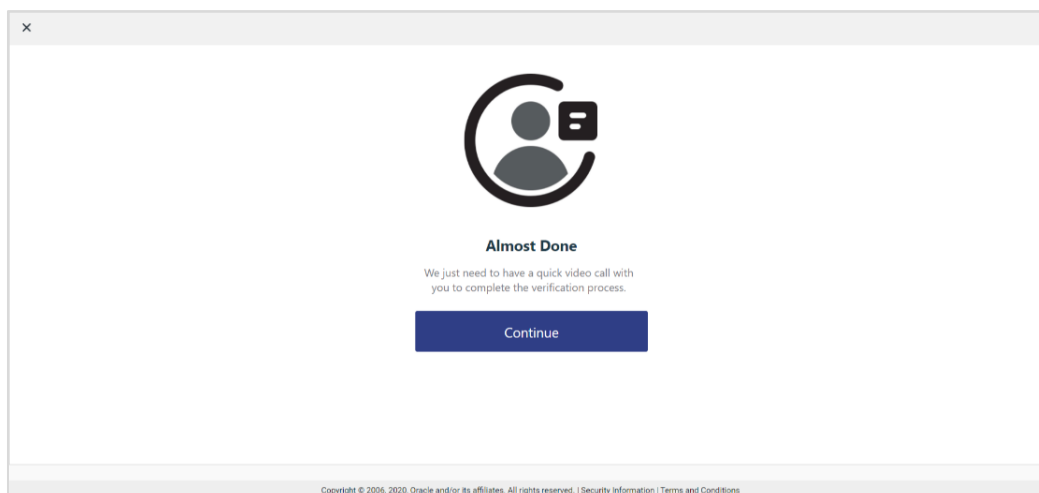 Almost Done
We just need to have a quick video call with
you to complete the verification process.
Continue
Copyright © 2006, 2020, Oracle and/or its affiliates. All rights reserved. | Security Information | Terms and Conditions